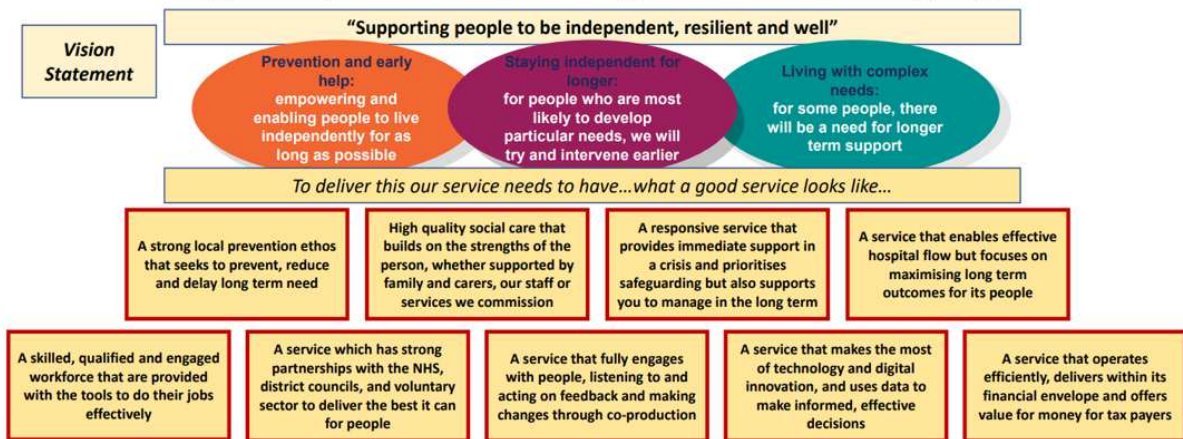 Vision
Statement
“Supporting people to be independent, resilient and well”
Prevention and early
help:
empowering and
enabling people to live
independently for as
long as possible
Staying independent for
longer:
for people who are most
likely to develop
particular needs, we will
try and intervene earlier
Living with complex
needs:
for some people, there
will be a need for longer
term support
To deliver this our service needs to have...what a good service looks like...
A strong local prevention ethos
that seeks to prevent, reduce
and delay long term need
High quality social care that
builds on the strengths of the
person, whether supported by
family and carers, our staff or
services we commission
A responsive service that
provides immediate support in
a crisis and prioritises
safeguarding but also supports
you to manage in the long term
A service that enables effective
hospital flow but focuses on
maximising long term
outcomes for its people
A skilled, qualified and engaged
workforce that are provided
with the tools to do their jobs
effectively
A service which has strong
partnerships with the NHS,
district councils, and voluntary
sector to deliver the best it can
for people
A service that fully engages
with people, listening to and
acting on feedback and making
changes through co-production
A service that makes the most
of technology and digital
innovation, and uses data to
make informed, effective
decisions
A service that operates
efficiently, delivers within its
financial envelope and offers
value for money for tax payers